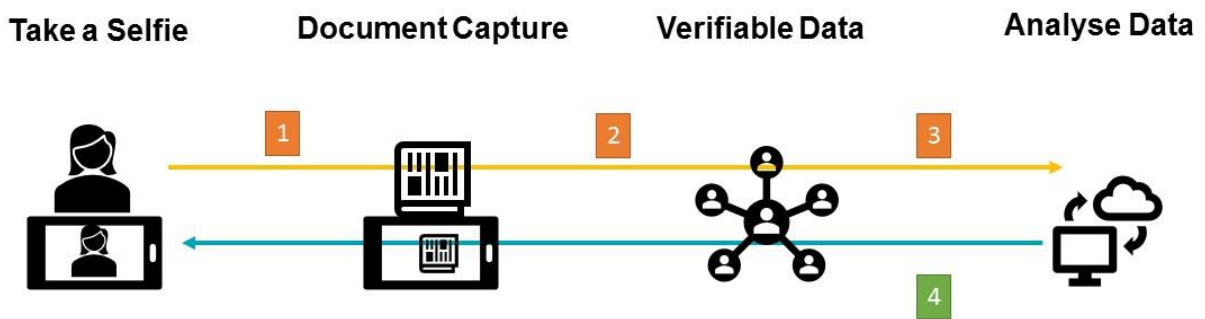 Take a Selfie
Document Capture
Verifiable Data
Analyse Data
1
2
3
4